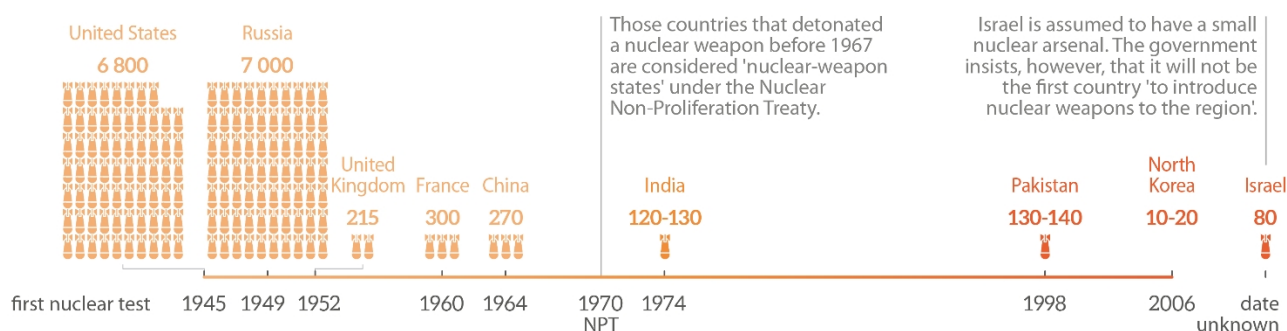 United States
6 800
Russia
7 000
United
Kingdom
215
France
300
China
270
Those countries that detonated
a nuclear weapon before 1967
are considered 'nuclear-weapon
states' under the Nuclear
Non-Proliferation Treaty.
India
120-130
Israel is assumed to have a small
nuclear arsenal. The government
insists, however, that it will not be
the first country 'to introduce
nuclear weapons to the region'.
Pakistan
130-140
North
Korea
10-20
Israel
80
first nuclear test
1945
1949
1952
1960
1964
1970
NPT
1974
1998
2006
date
unknown